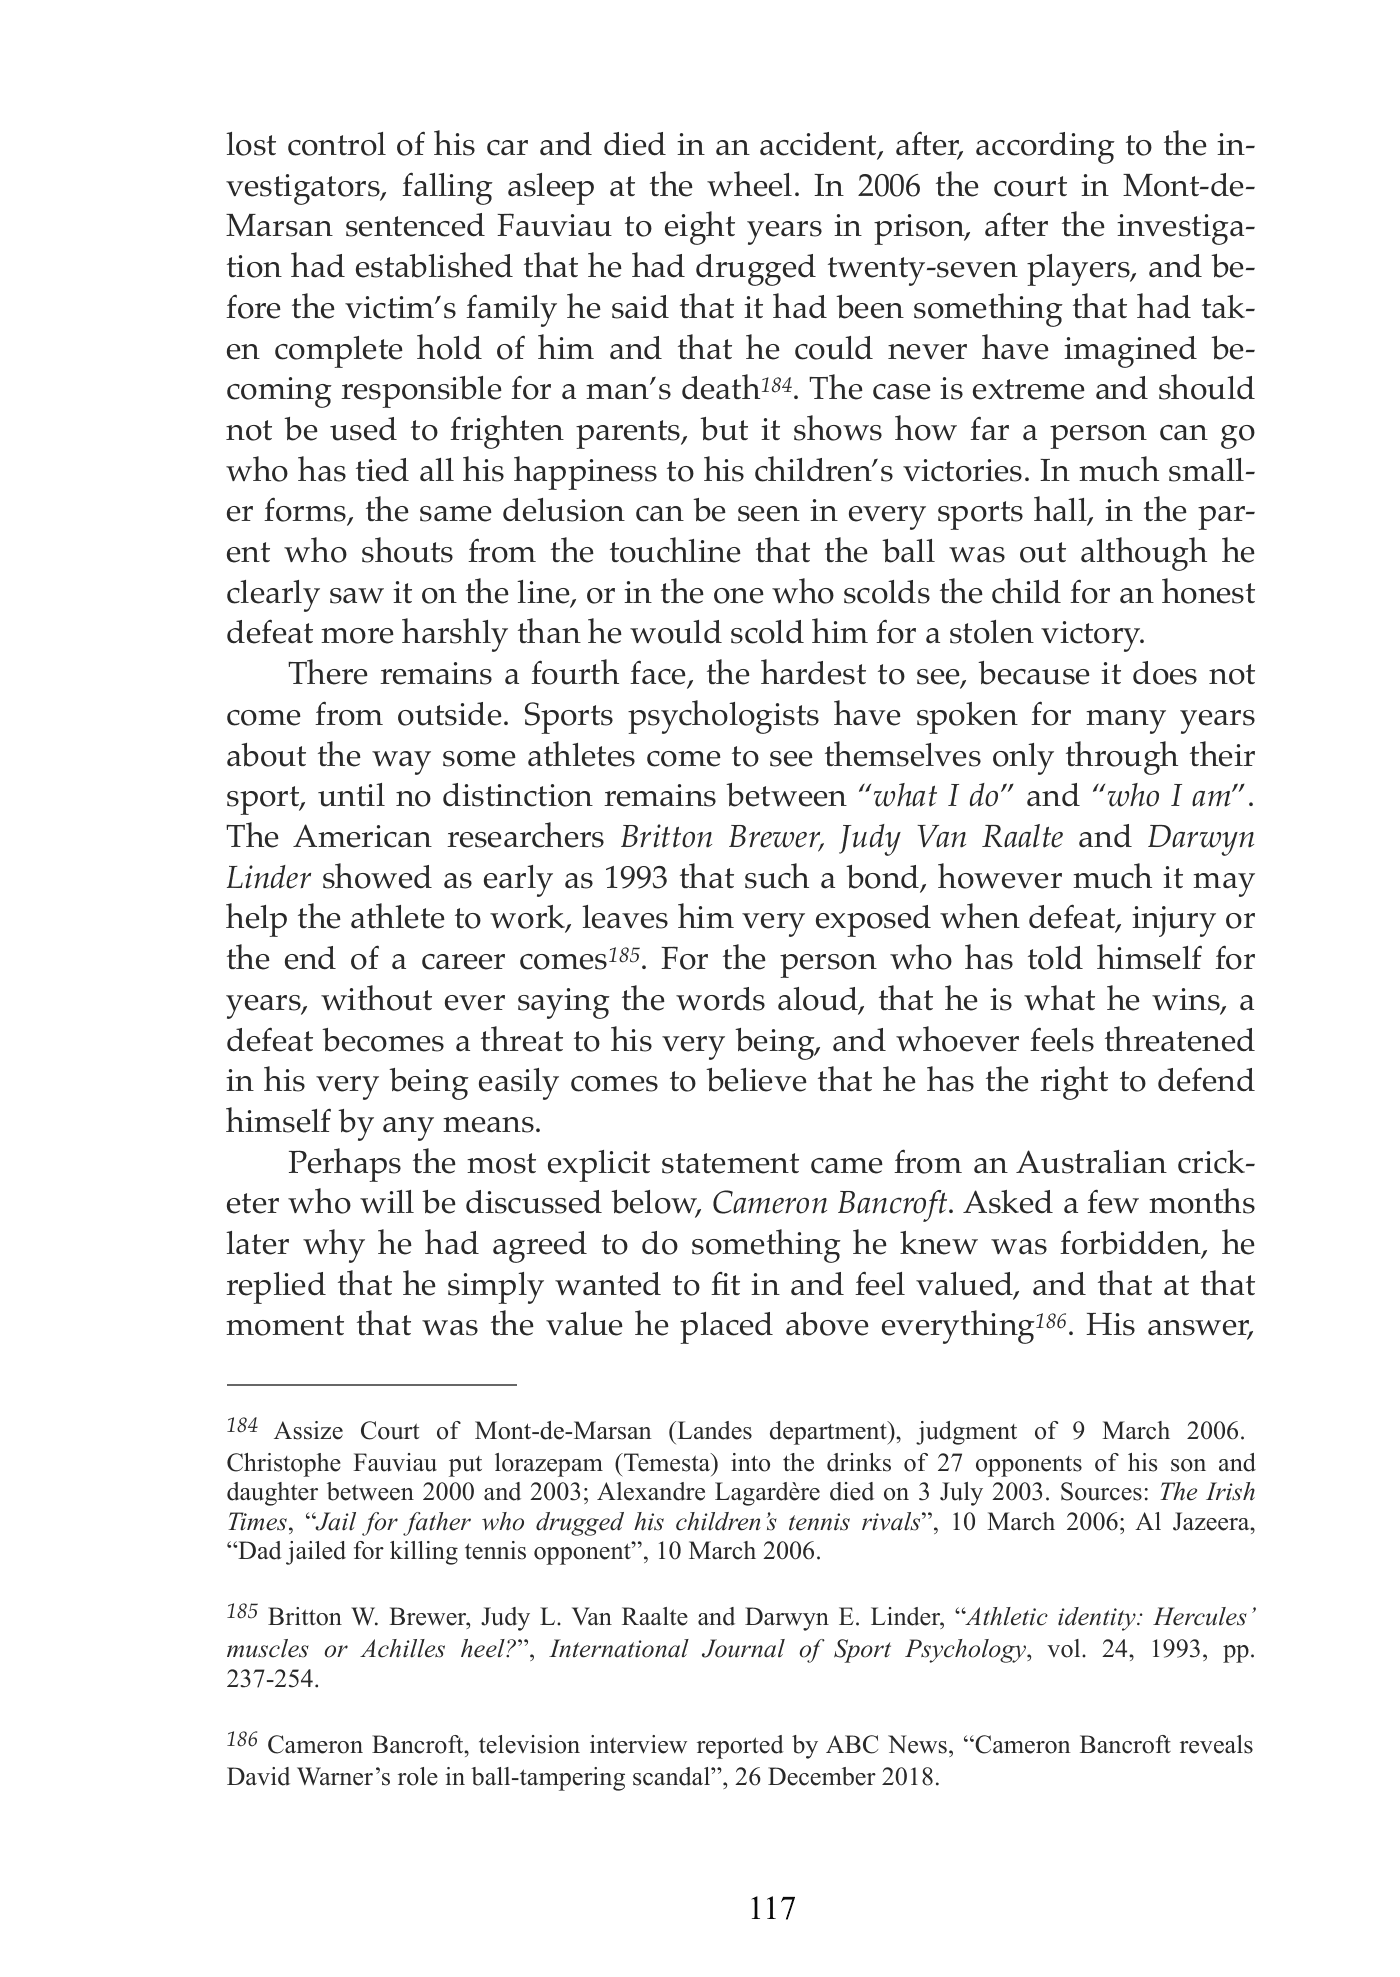 lost control of his car and died in an accident, after, according to the in-
vestigators, falling asleep at the wheel. In 2006 the court in Mont-de-
Marsan sentenced Fauviau to eight years in prison, after the investiga-
tion had established that he had drugged twenty-seven players, and be-
fore the victim’s family he said that it had been something that had tak-
en complete hold of him and that he could never have imagined be-
coming responsible for a man’s death184. The case is extreme and should
not be used to frighten parents, but it shows how far a person can go
who has tied all his happiness to his children’s victories. In much small-
er forms, the same delusion can be seen in every sports hall, in the par-
ent who shouts from the touchline that the ball was out although he
clearly saw it on the line, or in the one who scolds the child for an honest
defeat more harshly than he would scold him for a stolen victory.
There remains a fourth face, the hardest to see, because it does not
come from outside. Sports psychologists have spoken for many years
about the way some athletes come to see themselves only through their
sport, until no distinction remains between “what I do” and “who I am”.
The American researchers Britton Brewer, Judy Van Raalte and Darwyn
Linder showed as early as 1993 that such a bond, however much it may
help the athlete to work, leaves him very exposed when defeat, injury or
the end of a career comes185. For the person who has told himself for
years, without ever saying the words aloud, that he is what he wins, a
defeat becomes a threat to his very being, and whoever feels threatened
in his very being easily comes to believe that he has the right to defend
himself by any means.
Perhaps the most explicit statement came from an Australian crick-
eter who will be discussed below, Cameron Bancroft. Asked a few months
later why he had agreed to do something he knew was forbidden, he
replied that he simply wanted to fit in and feel valued, and that at that
moment that was the value he placed above everything186. His answer,
184 Assize Court of Mont-de-Marsan (Landes department), judgment of 9 March 2006.
Christophe Fauviau put lorazepam (Temesta) into the drinks of 27 opponents of his son and
daughter between 2000 and 2003; Alexandre Lagardère died on 3 July 2003. Sources: The Irish
Times, “Jail for father who drugged his children’s tennis rivals”, 10 March 2006; Al Jazeera,
“Dad jailed for killing tennis opponent”, 10 March 2006.
185 Britton W. Brewer, Judy L. Van Raalte and Darwyn E. Linder, “Athletic identity: Hercules’
muscles or Achilles heel?”, International Journal of Sport Psychology, vol. 24, 1993, pp.
237-254.
186 Cameron Bancroft, television interview reported by ABC News, “Cameron Bancroft reveals
David Warner’s role in ball-tampering scandal”, 26 December 2018.
117